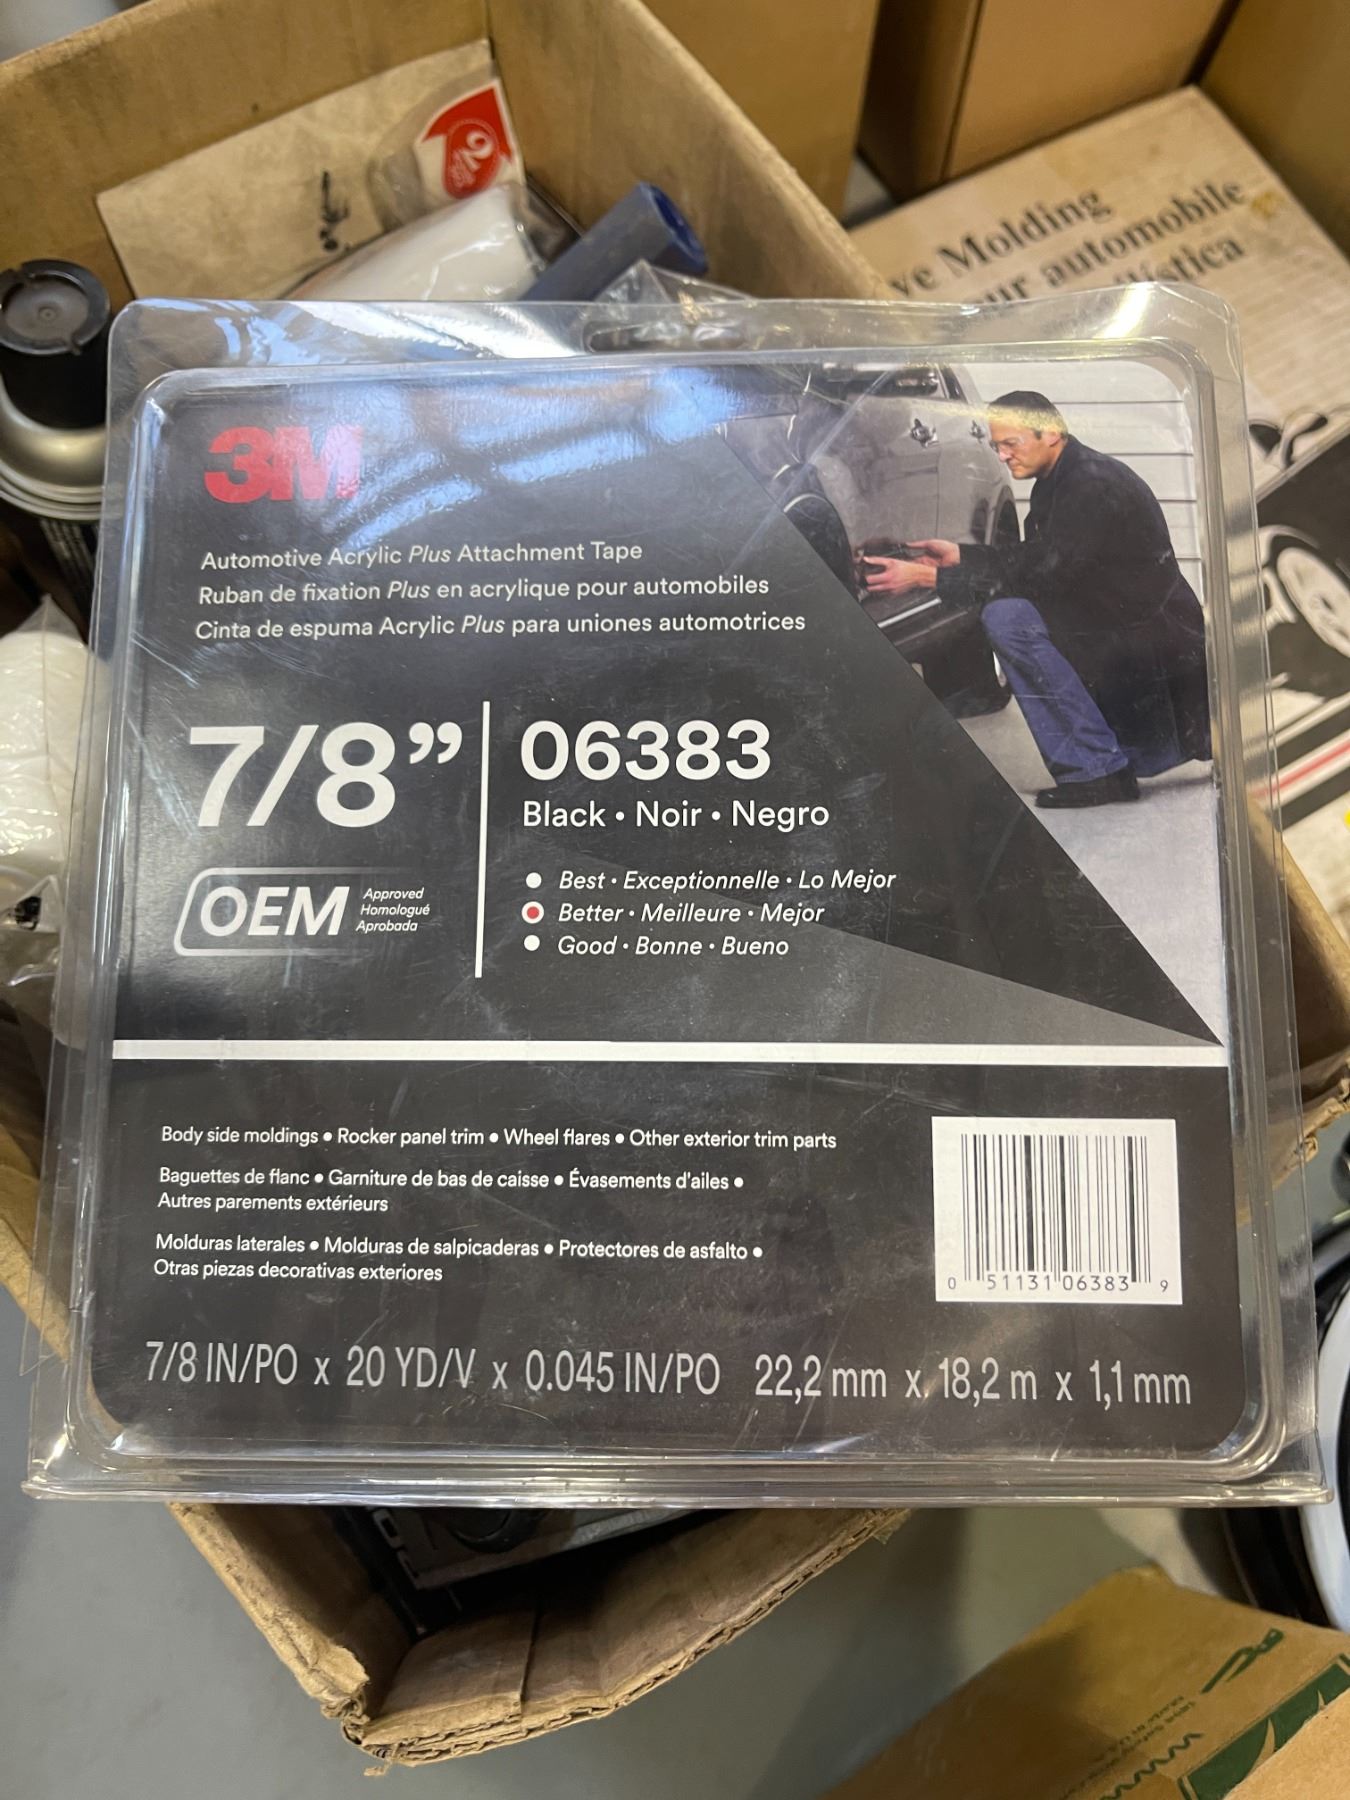 ve Molding
ur automobile
ística
3M
Automotive Acrylic Plus Attachment Tape
Ruban de fixation Plus en acrylique pour automobiles
Cinta de espuma Acrylic Plus para uniones automotrices
7/8”
06383
Black • Noir • Negro
OEM
Approved
Homologué
Aprobada
Best • Exceptionnelle • Lo Mejor
Better • Meilleure • Mejor
Good • Bonne • Bueno
Body side moldings • Rocker panel trim • Wheel flares • Other exterior trim parts
Baguettes de flanc • Garniture de bas de caisse • Évasements d'ailes •
Autres parements extérieurs
Molduras laterales • Molduras de salpicaderas • Protectores de asfalto •
Otras piezas decorativas exteriores
0 51131 06383 9
7/8 IN/PO x 20 YD/V x 0.045 IN/PO 22,2 mm x 18,2 m x 1,1 mm